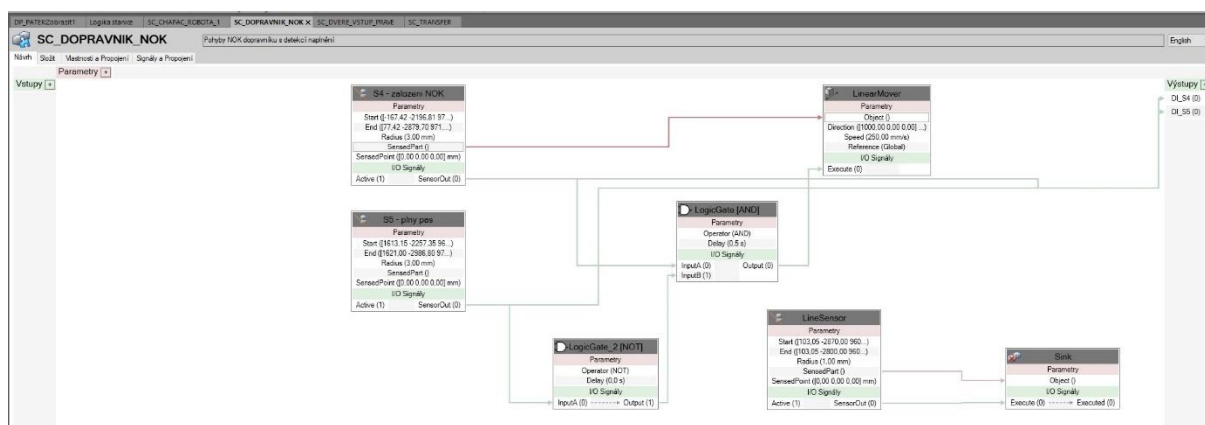 DP_PATEKZobrazit1 Logika stanice SC_CHAPAC_ROBOTA_1 SC_DOPRAVNIK_NOK × SC_DVERE_VSTUP_PRAVE SC_TRANSFER
SC_DOPRAVNIK_NOK
Pohyby NOK dopravníku s detekcí naplnění
English
Návrh Složit Vlastnosti a Propojení Signály a Propojení
Parametry +
Vstupy +
Výstupy
DI_S4 (0)
DI_S5 (0)
S4 - zalozeni NOK
Parametry
Start ([-167.42 -2196.81 97...)
End ([77.42 -2879.70 971....)
Radius (3,00 mm)
SensedPart ()
SensedPoint ([0.00 0.00 0,00] mm)
I/O Signály
Active (1) SensorOut (0)
LinearMover
Parametry
Object ()
Direction ([1000,00 0,00 0,00] ...)
Speed (250,00 mm/s)
Reference (Global)
I/O Signály
Execute (0)
S5 - plny pas
Parametry
Start ([1613.15 -2257.35 96...)
End ([1621,00 -2986.80 97...)
Radius (3,00 mm)
SensedPart ()
SensedPoint ([0.00 0.00 0,00] mm)
I/O Signály
Active (1) SensorOut (0)
LogicGate [AND]
Parametry
Operator (AND)
Delay (0.5 s)
I/O Signály
InputA (0) Output (0)
InputB (1)
LogicGate_2 [NOT]
Parametry
Operator (NOT)
Delay (0,0 s)
I/O Signály
InputA (0) Output (1)
LineSensor
Parametry
Start ([103,05 -2870,00 960...)
End ([103,05 -2800,00 960...)
Radius (1,00 mm)
SensedPart ()
SensedPoint ([0,00 0,00 0,00] mm)
I/O Signály
Active (1) SensorOut (0)
Sink
Parametry
Object ()
I/O Signály
Execute (0) Executed (0)